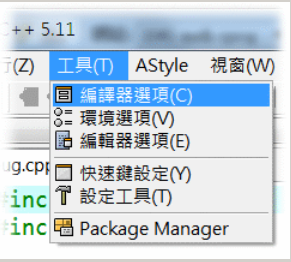 C++ 5.11
行(Z) 工具(T) AStyle 視窗(W)
編譯器選項(C)
環境選項(V)
編輯器選項(E)
ug.cpp
快速鍵設定(Y)
#inc
設定工具(T)
#inc
Package Manager